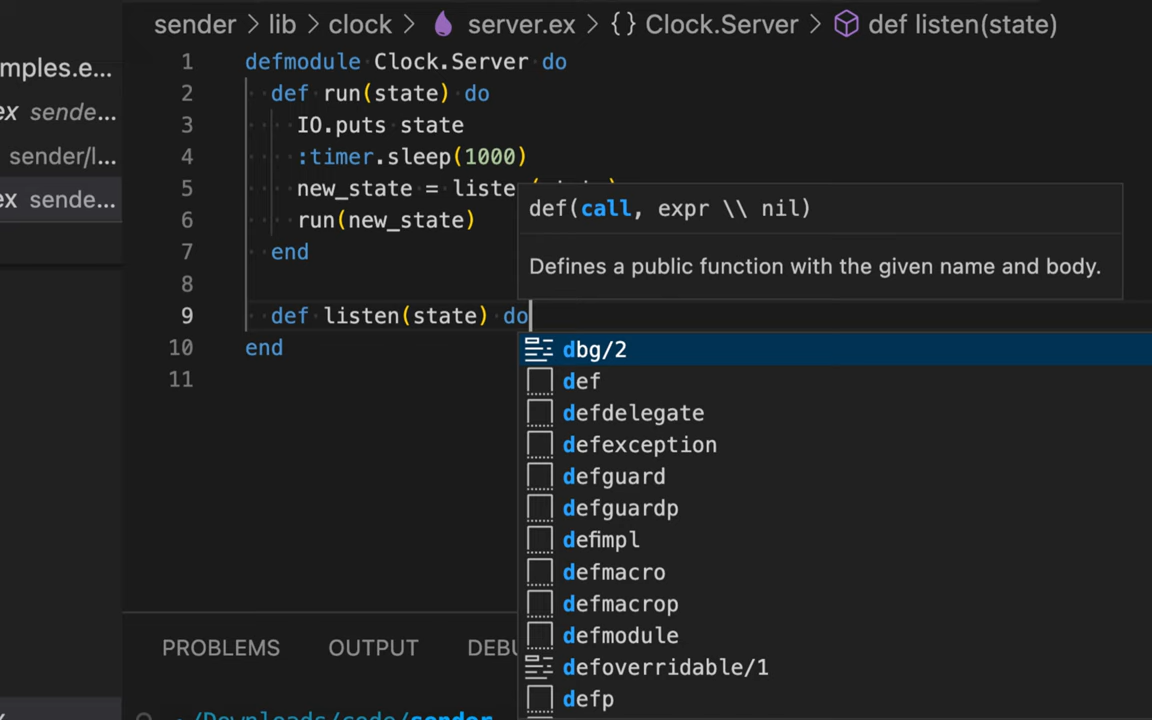 sender > lib > clock > server.ex > {} Clock.Server > def listen(state)
mples.e...
ex sende...
sender/l...
ex sende...
1 defmodule Clock.Server do
2 def run(state) do
3 IO.puts state
4 :timer.sleep(1000)
5 new_state = liste
6 run(new_state)
7 end
8
9 def listen(state) do
10 end
11
def(call, expr \\ nil)
Defines a public function with the given name and body.
dbg/2
def
defdelegate
defexception
defguard
defguardp
defimpl
defmacro
defmacrop
defmodule
defoverridable/1
defp
PROBLEMS OUTPUT DEBU
~/Downloads/code/sender